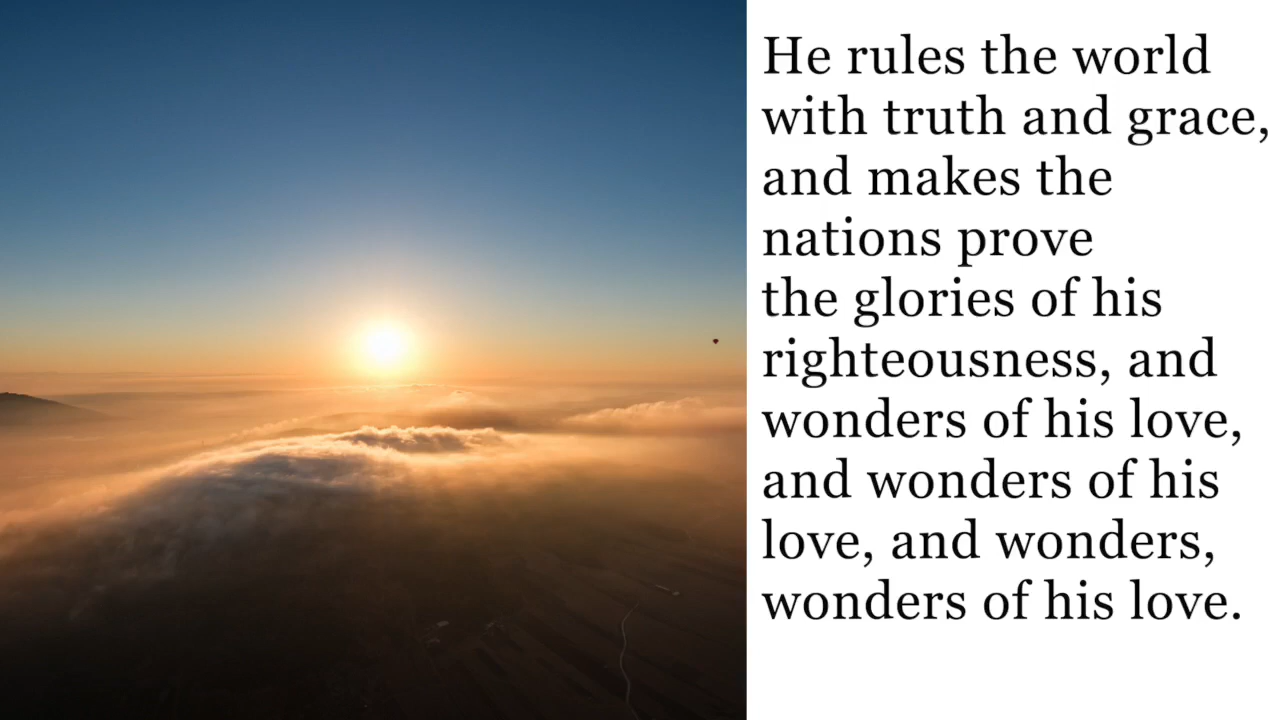 He rules the world
with truth and grace,
and makes the
nations prove
the glories of his
righteousness, and
wonders of his love,
and wonders of his
love, and wonders,
wonders of his love.